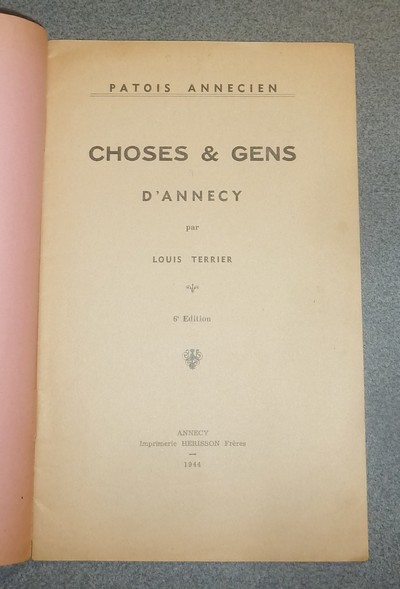 PATOIS ANNECIEN
CHOSES & GENS
D'ANNECY
par
LOUIS TERRIER
6e Edition
ANNECY
Imprimerie HÉRISSON Frères
1944